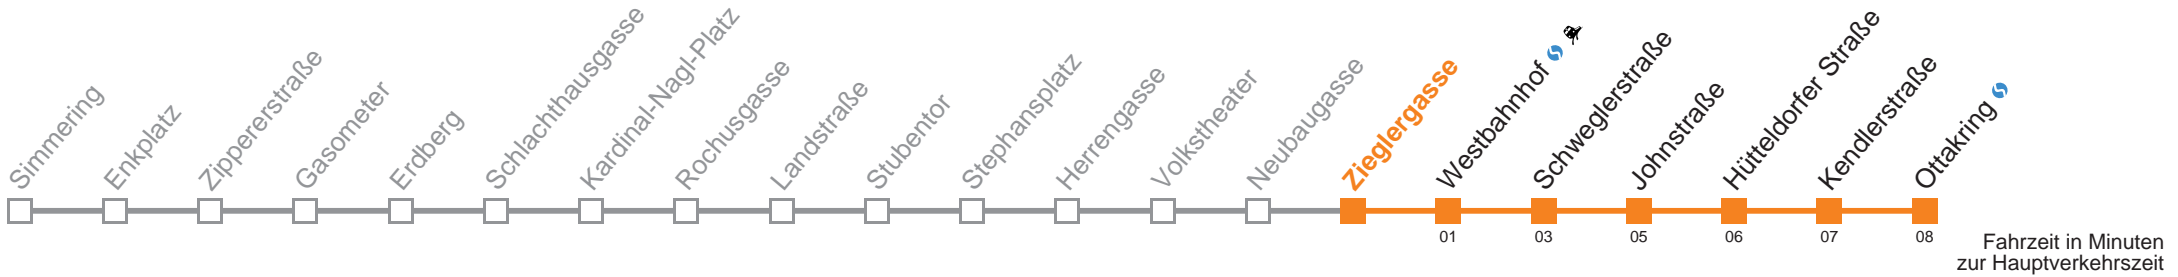 Simmering
Enkplatz
Zippererstraße
Gasometer
Erdberg
Schlachthausgasse
Kardinal-Nagl-Platz
Rochusgasse
Landstraße
Stubentor
Stephansplatz
Herrengasse
Volkstheater
Neubaugasse
Zieglergasse
Westbahnhof
Schweglerstraße
Johnstraße
Hütteldorfer Straße
Kendlerstraße
Ottakring
01 03 05 06 07 08
Fahrzeit in Minuten
zur Hauptverkehrszeit